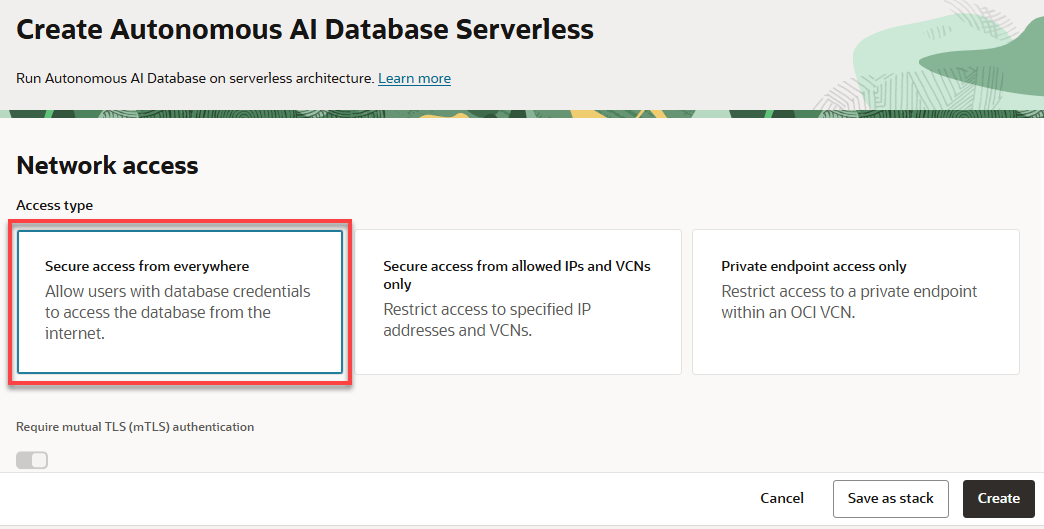 Create Autonomous AI Database Serverless
Run Autonomous AI Database on serverless architecture. Learn more
Network access
Access type
Secure access from everywhere
Allow users with database credentials
to access the database from the
internet.
Secure access from allowed IPs and VCNs
only
Restrict access to specified IP
addresses and VCNs.
Private endpoint access only
Restrict access to a private endpoint
within an OCI VCN.
Require mutual TLS (mTLS) authentication
Cancel
Save as stack
Create